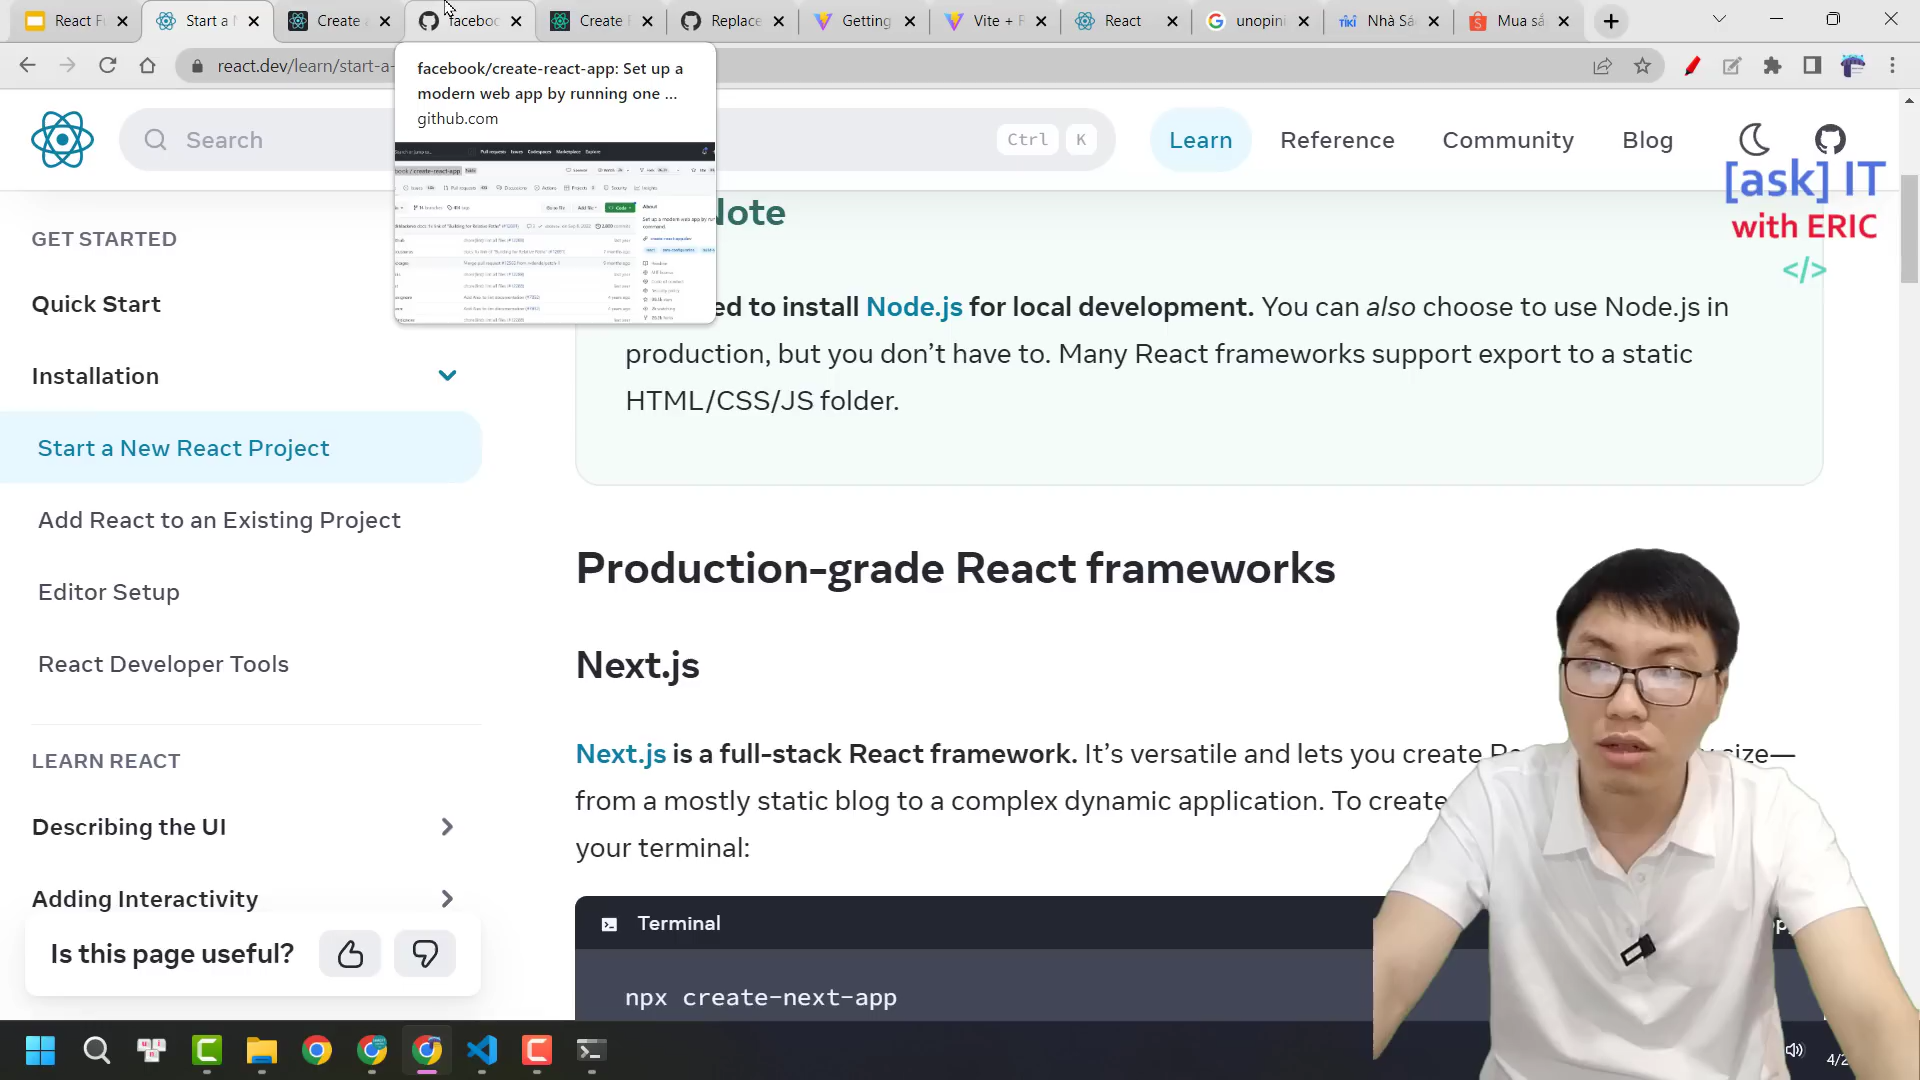 React F
Start a N
Create
faceboo
Create
Replace
Getting
Vite +
React
unopini
Nhà Sá
Mua sắ
react.dev/learn/start-a-
facebook/create-react-app: Set up a
modern web app by running one ...
github.com
Search
Ctrl K
Learn
Reference
Community
Blog
[ask] IT
with ERIC
</>
GET STARTED
Quick Start
Installation
Start a New React Project
Add React to an Existing Project
Editor Setup
React Developer Tools
LEARN REACT
Describing the UI
Adding Interactivity
Is this page useful?
Note
ed to install Node.js for local development. You can also choose to use Node.js in
production, but you don’t have to. Many React frameworks support export to a static
HTML/CSS/JS folder.
Production-grade React frameworks
Next.js
Next.js is a full-stack React framework. It’s versatile and lets you create size—
from a mostly static blog to a complex dynamic application. To create
your terminal:
Terminal
npx create-next-app